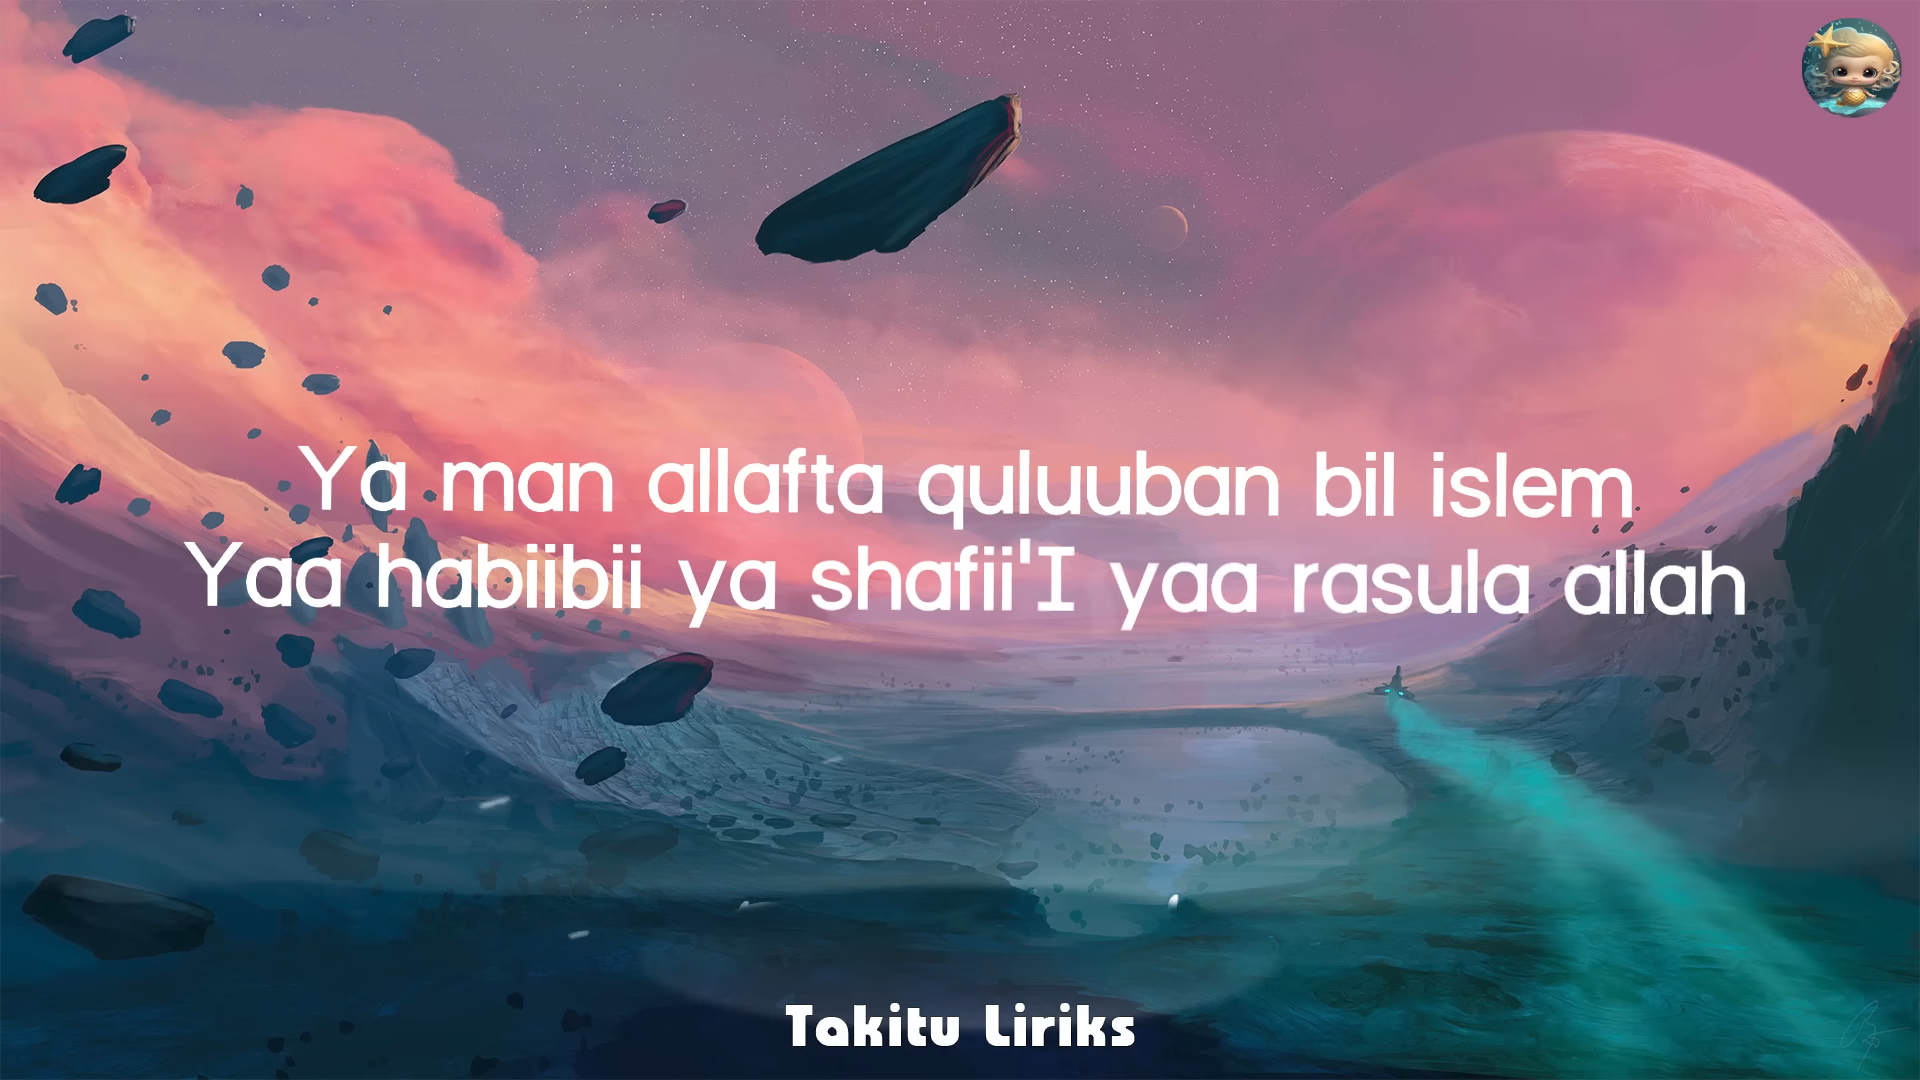 Ya man allafta quluuban bil islem
Yaa habiibii ya shafii'I yaa rasula allah
Takitu Liriks